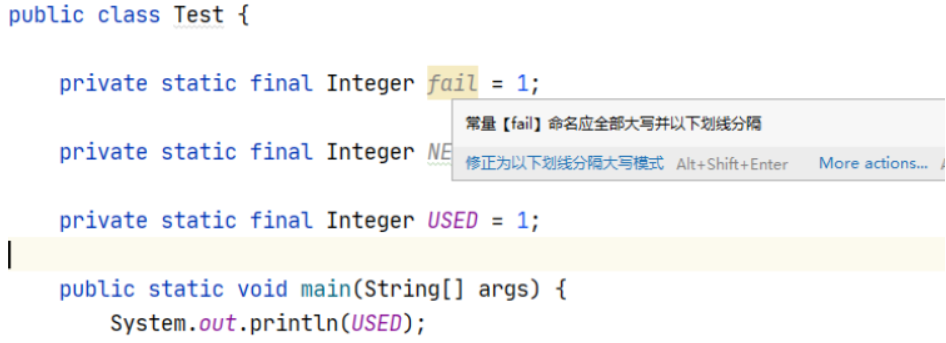 public class Test {
private static final Integer fail = 1;
常量【fail】命名应全部大写并以下划线分隔
private static final Integer NE
修正为以下划线分隔大写模式 Alt+Shift+Enter More actions...
private static final Integer USED = 1;
public static void main(String[] args) {
System.out.println(USED);